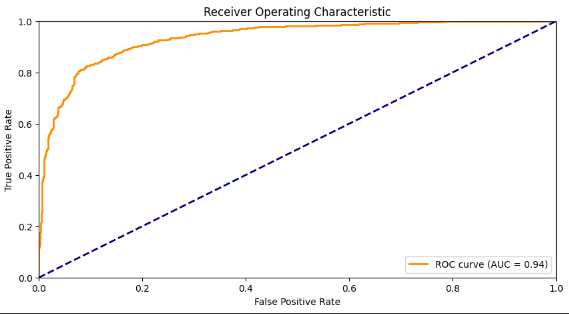 Receiver Operating Characteristic
1.0
0.8
0.6
0.4
0.2
0.0
True Positive Rate
ROC curve (AUC = 0.94)
0.0 0.2 0.4 0.6 0.8 1.0
False Positive Rate